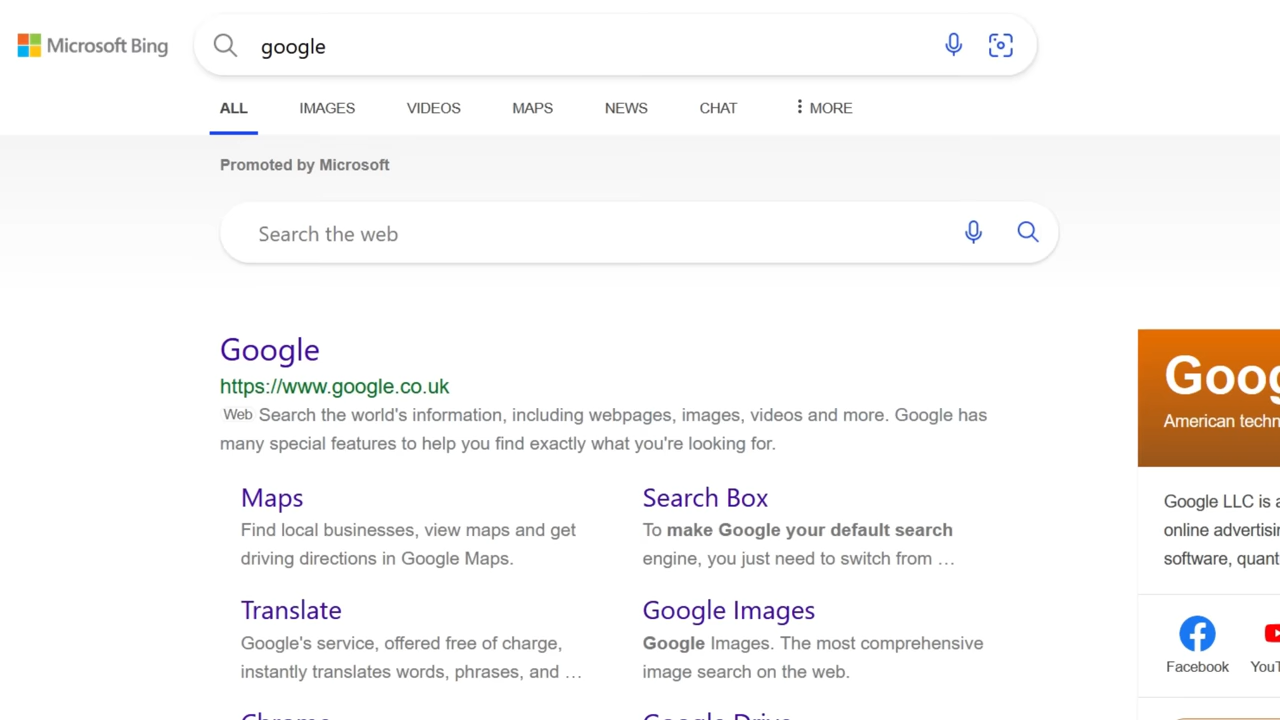 Microsoft Bing
google
ALL IMAGES VIDEOS MAPS NEWS CHAT MORE
Promoted by Microsoft
Search the web
Google
https://www.google.co.uk
Web Search the world's information, including webpages, images, videos and more. Google has
many special features to help you find exactly what you're looking for.
Maps
Find local businesses, view maps and get
driving directions in Google Maps.
Search Box
To make Google your default search
engine, you just need to switch from …
Translate
Google's service, offered free of charge,
instantly translates words, phrases, and …
Google Images
Google Images. The most comprehensive
image search on the web.
Chrome
Google Drive
Goog
American techn
Google LLC is a
online advertisi
software, quant
Facebook
YouT